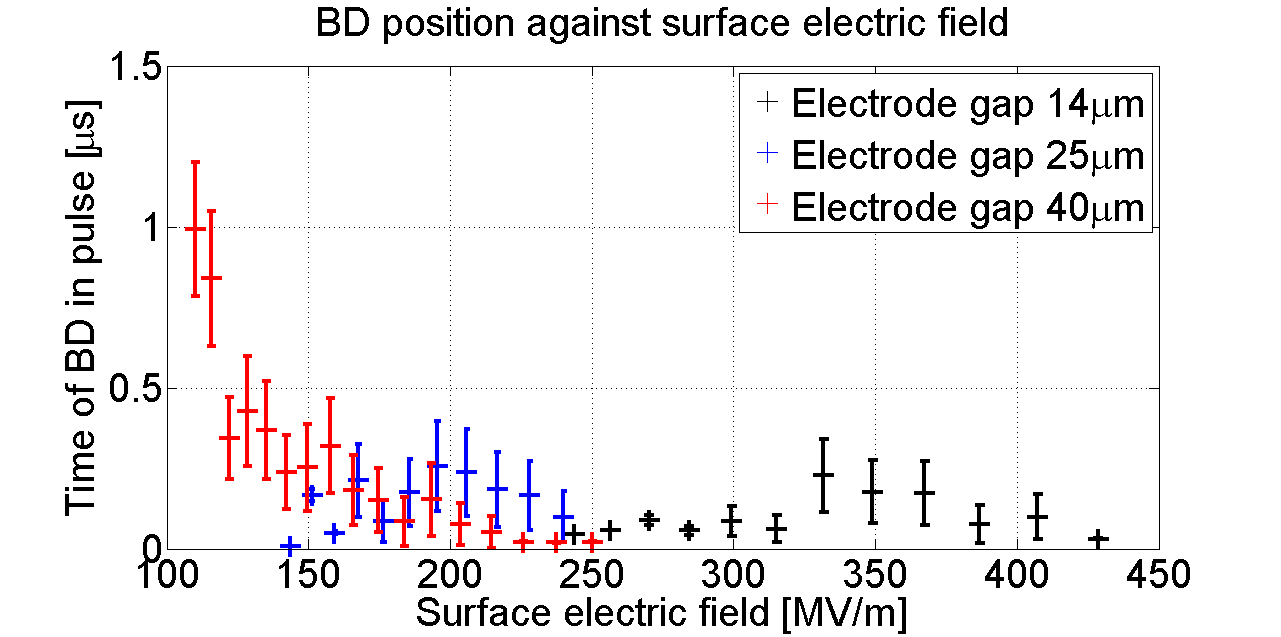 BD position against surface electric field
Time of BD in pulse [μs]
1.5
1
0.5
0
Electrode gap 14μm
Electrode gap 25μm
Electrode gap 40μm
100 150 200 250 300 350 400 450
Surface electric field [MV/m]